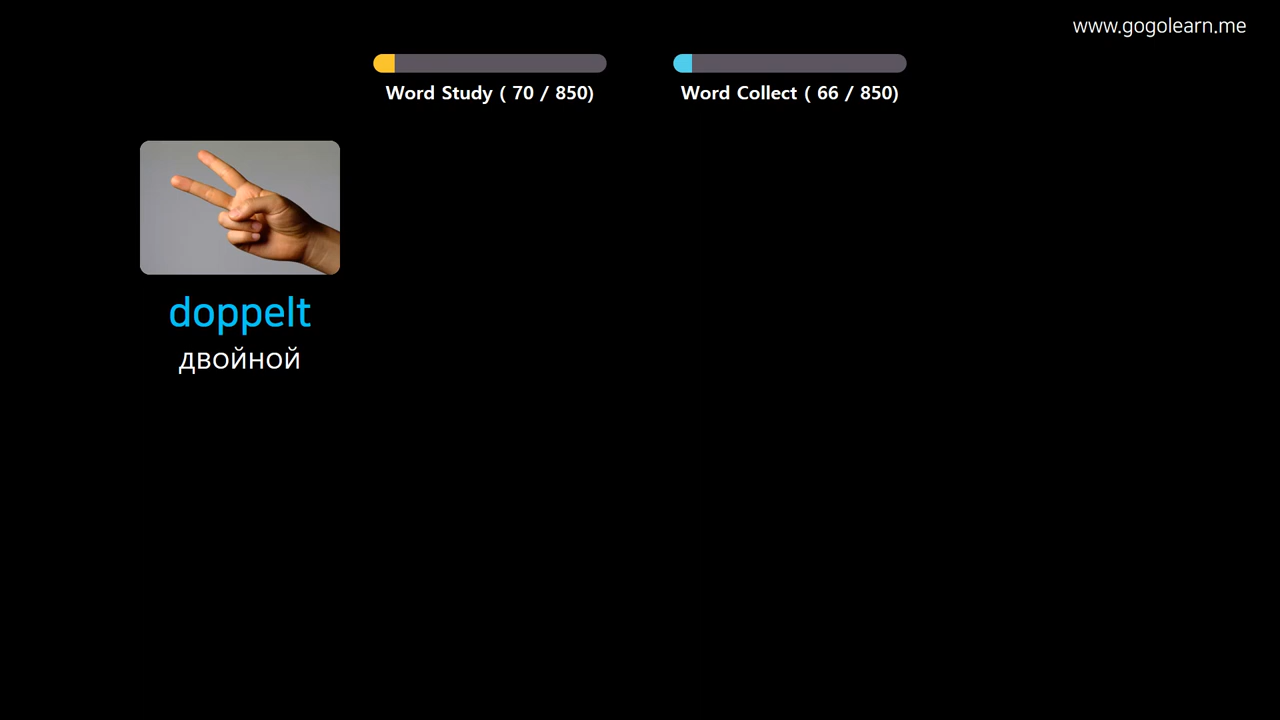 www.gogolearn.me
Word Study ( 70 / 850)
Word Collect ( 66 / 850)
doppelt
двойной